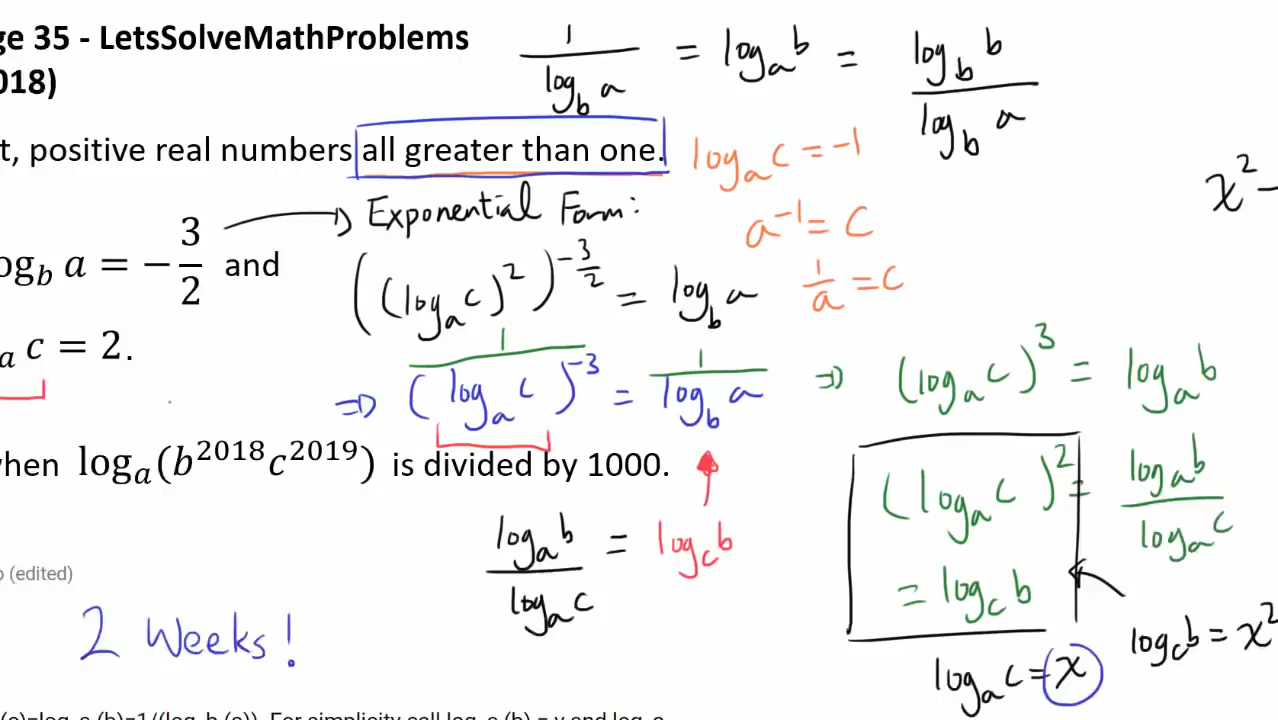 ge 35 - LetsSolveMathProblems
018)
1/(log_b a) = log_a b = (log_b b)/(log_b a)
t, positive real numbers all greater than one.
log_a c = -1
a^-1 = c
1/a = c
x^2 -
og_b a = -3/2 and
→ Exponential Form:
((log_a c)^2)^(-3/2) = log_b a
a c = 2.
⇒ 1/(log_a c)^-3 = 1/(log_b a) ⇒ (log_a c)^3 = log_a b
(log_a c)^2 = (log_a b)/(log_a c)
= log_c b
when log_a(b^2018 c^2019) is divided by 1000.
(log_a b)/(log_a c) = log_c b
log_c b = x^2
log_a c = x
o (edited)
2 Weeks!